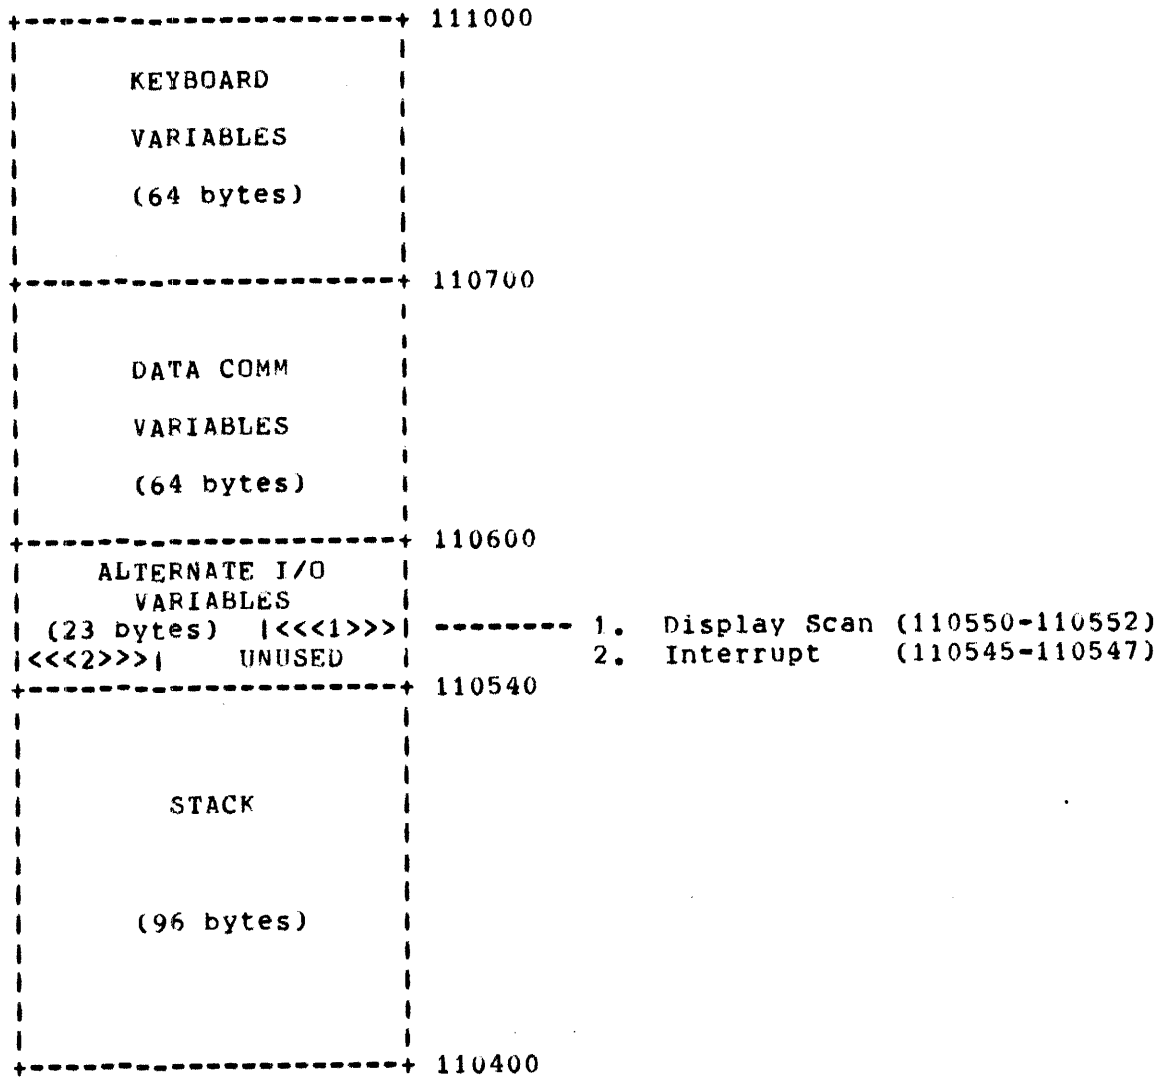 111000
KEYBOARD
VARIABLES
(64 bytes)
110700
DATA COMM
VARIABLES
(64 bytes)
110600
ALTERNATE I/O
VARIABLES
(23 bytes) |<<<1>>>| -------- 1. Display Scan (110550-110552)
|<<<2>>>| UNUSED | 2. Interrupt (110545-110547)
110540
STACK
(96 bytes)
110400